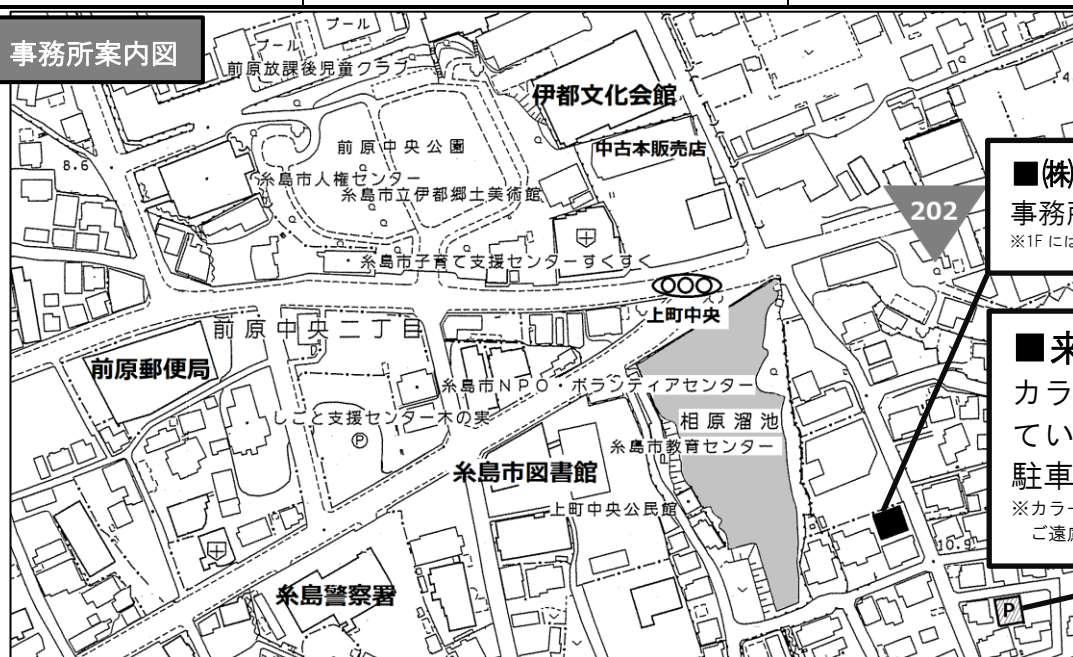 事務所案内図
プール
プール
前原放課後児童クラブ
伊都文化会館
中古本販売店
前原中央公園
8.6
糸島市人権センター
糸島市立伊都郷土美術館
202
■㈱
事務所
※1F には
糸島市子育て支援センターすくすく
上町中央
前原中央二丁目
前原郵便局
糸島市NPO・ボランティアセンター
しごと支援センター木の実
P
相原溜池
糸島市教育センター
糸島市図書館
上町中央公民館
糸島警察署
■来
カラ
てい
駐車
※カラー
ご遠慮
10.9
P